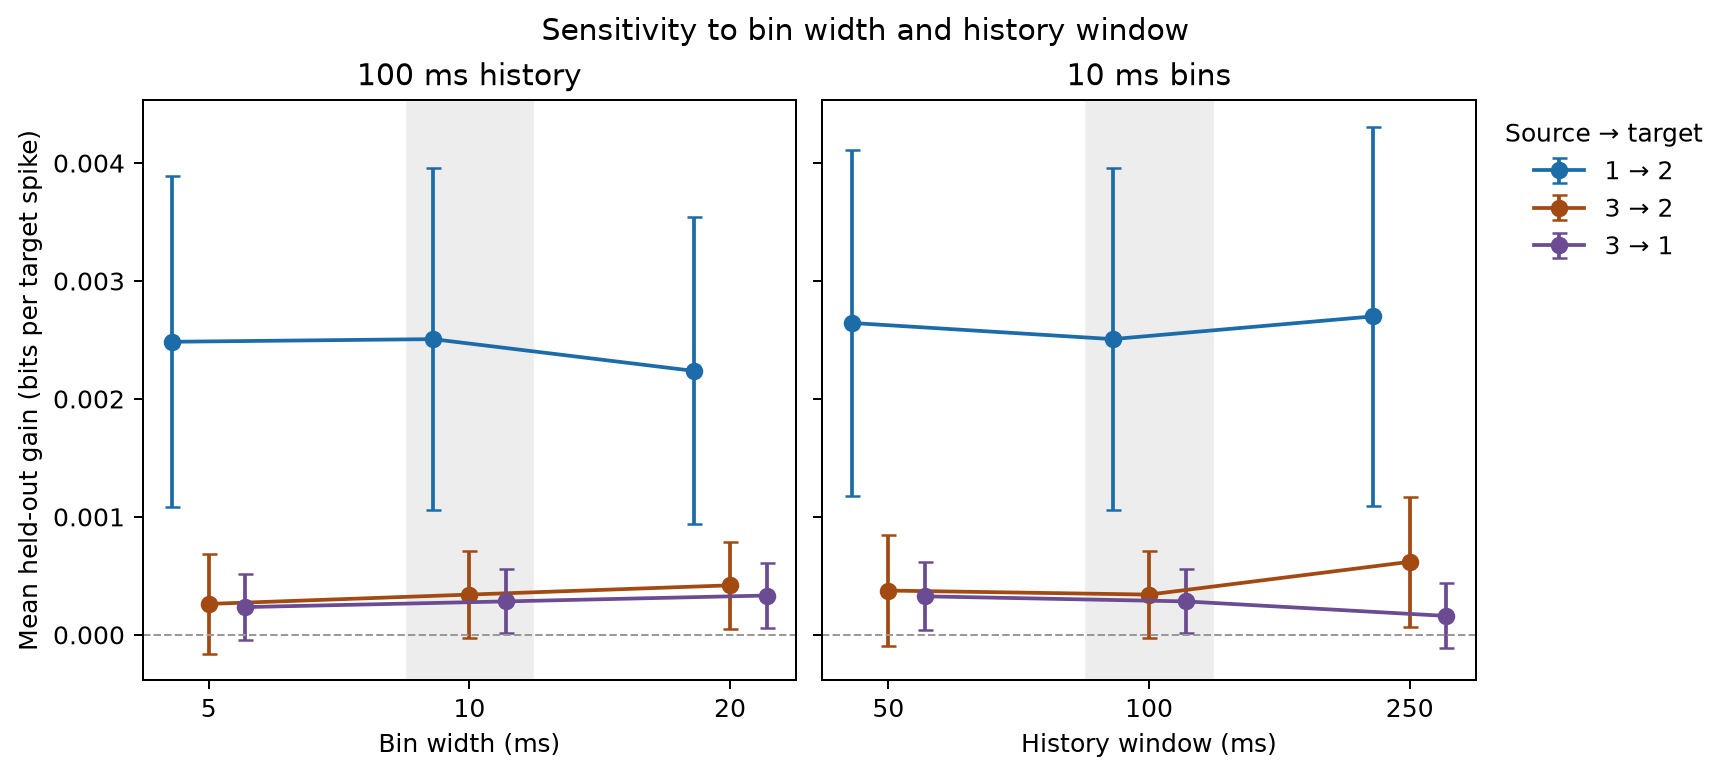 Sensitivity to bin width and history window
100 ms history
10 ms bins
Mean held-out gain (bits per target spike)
0.004
0.003
0.002
0.001
0.000
5
10
20
Bin width (ms)
50
100
250
History window (ms)
Source → target
1 → 2
3 → 2
3 → 1